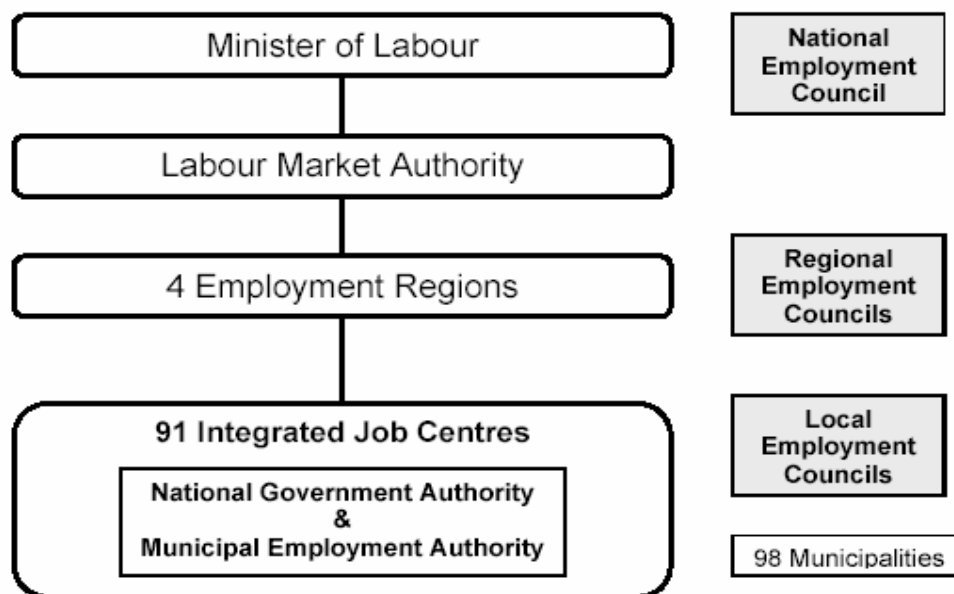 Minister of Labour
National
Employment
Council
Labour Market Authority
4 Employment Regions
Regional
Employment
Councils
91 Integrated Job Centres
National Government Authority
&
Municipal Employment Authority
Local
Employment
Councils
98 Municipalities